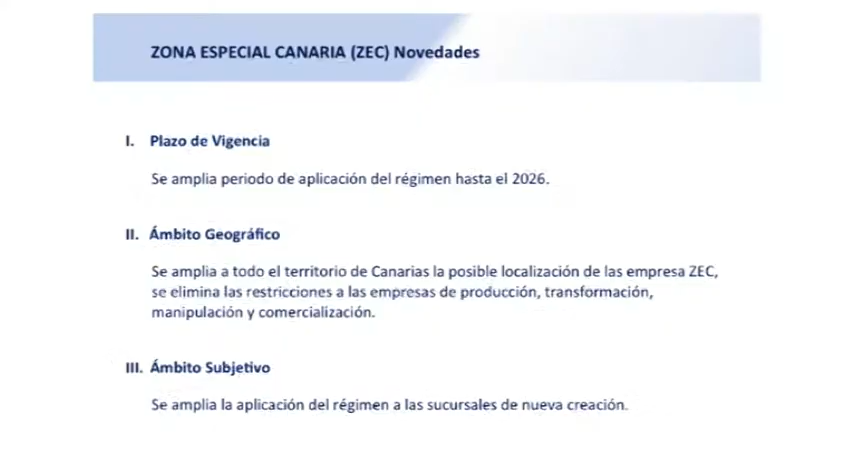 ZONA ESPECIAL CANARIA (ZEC) Novedades
I. Plazo de Vigencia
Se amplia periodo de aplicación del régimen hasta el 2026.
II. Ámbito Geográfico
Se amplia a todo el territorio de Canarias la posible localización de las empresa ZEC,
se elimina las restricciones a las empresas de producción, transformación,
manipulación y comercialización.
III. Ámbito Subjetivo
Se amplia la aplicación del régimen a las sucursales de nueva creación.